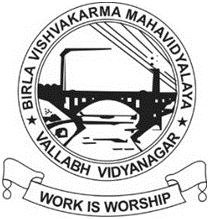 BIRLA VISHVAKARMA MAHAVIDYALAYA
VALLABH VIDYANAGAR
WORK IS WORSHIP